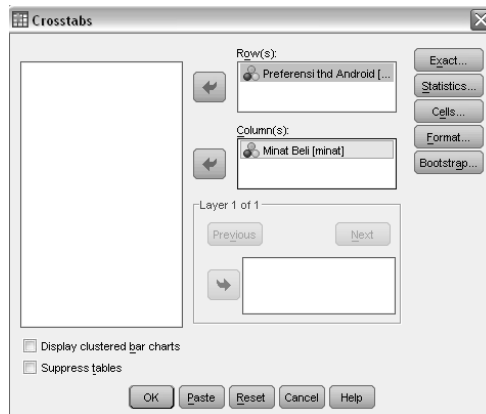 Crosstabs
Row(s):
Preferensi thd Android [...
Column(s):
Minat Beli [minat]
Layer 1 of 1
Previous
Next
Exact...
Statistics...
Cells...
Format...
Bootstrap...
Display clustered bar charts
Suppress tables
OK
Paste
Reset
Cancel
Help